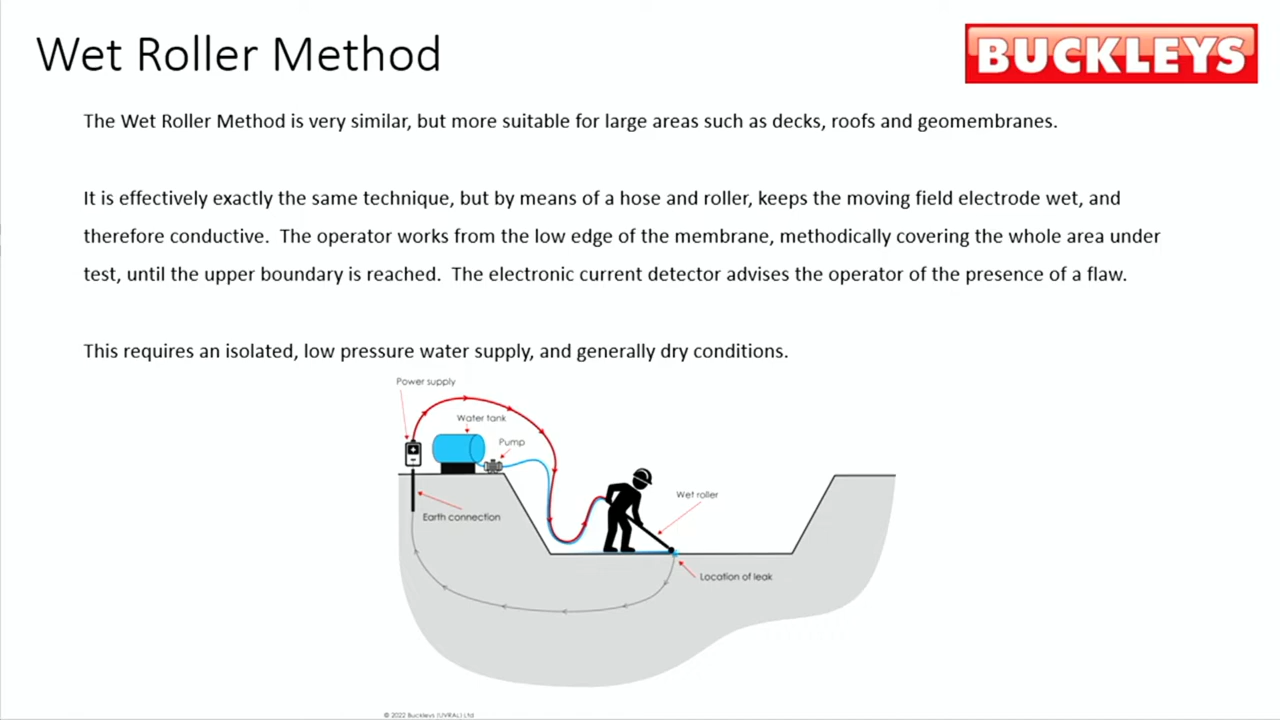 Wet Roller Method
BUCKLEYS
The Wet Roller Method is very similar, but more suitable for large areas such as decks, roofs and geomembranes.
It is effectively exactly the same technique, but by means of a hose and roller, keeps the moving field electrode wet, and
therefore conductive.  The operator works from the low edge of the membrane, methodically covering the whole area under
test, until the upper boundary is reached.  The electronic current detector advises the operator of the presence of a flaw.
This requires an isolated, low pressure water supply, and generally dry conditions.
Power supply
Water tank
Pump
Wet roller
Earth connection
Location of leak
© 2022 Buckleys (UVRAL) Ltd